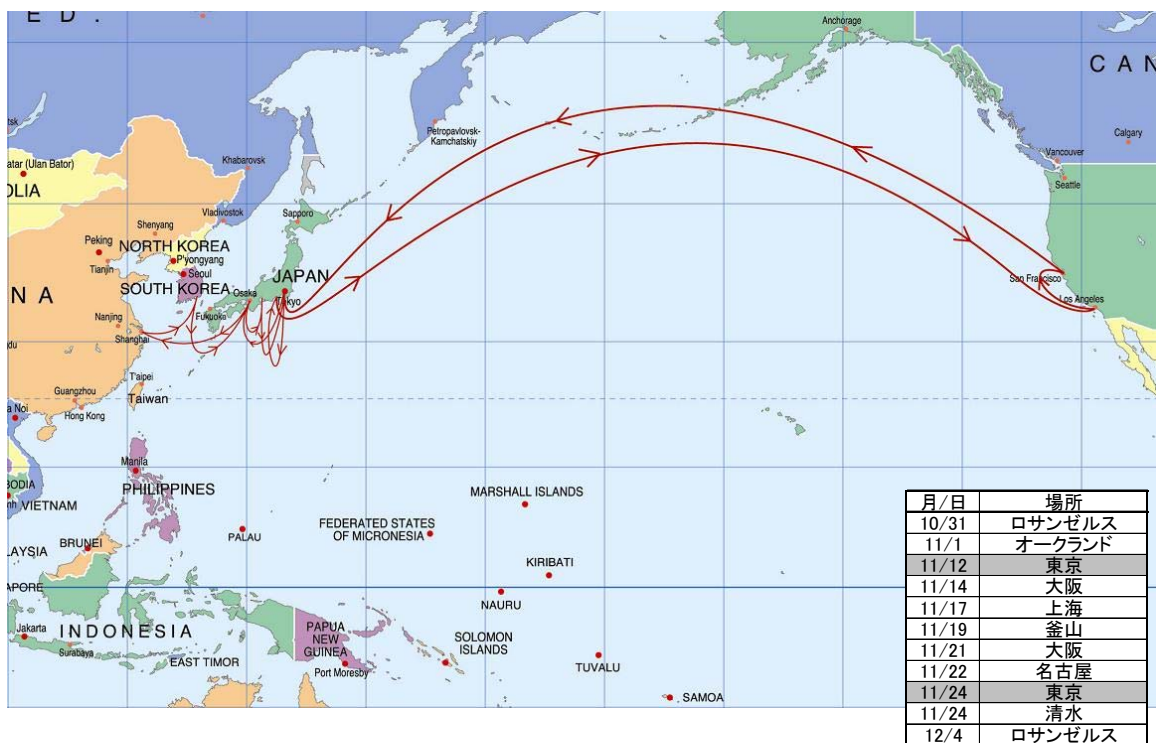 E D .
Anchorage
C A N
Petropavlovsk-
Kamchatskiy
Calgary
Vancouver
Seattle
atar (Ulan Bator)
OLIA
Khabarovsk
Vladivostok
Sapporo
Shenyang
Peking
NORTH KOREA
P'yongyang
Tianjin
Seoul
JAPAN
SOUTH KOREA
Osaka
Tokyo
San Francisco
Los Angeles
N A
Nanjing
Fukuoka
Shanghai
T'aipei
Taiwan
Guangzhou
Hong Kong
a Noi
Manila
PHILIPPINES
BODIA
nh
VIETNAM
MARSHALL ISLANDS
FEDERATED STATES
OF MICRONESIA
PALAU
BRUNEI
LAYSIA
KIRIBATI
APORE
NAURU
Jakarta
INDONESIA
Surabaya
EAST TIMOR
PAPUA
NEW
GUINEA
Port Moresby
SOLOMON
ISLANDS
TUVALU
SAMOA
月/日 場所
10/31 ロサンゼルス
11/1 オークランド
11/12 東京
11/14 大阪
11/17 上海
11/19 釜山
11/21 大阪
11/22 名古屋
11/24 東京
11/24 清水
12/4 ロサンゼルス